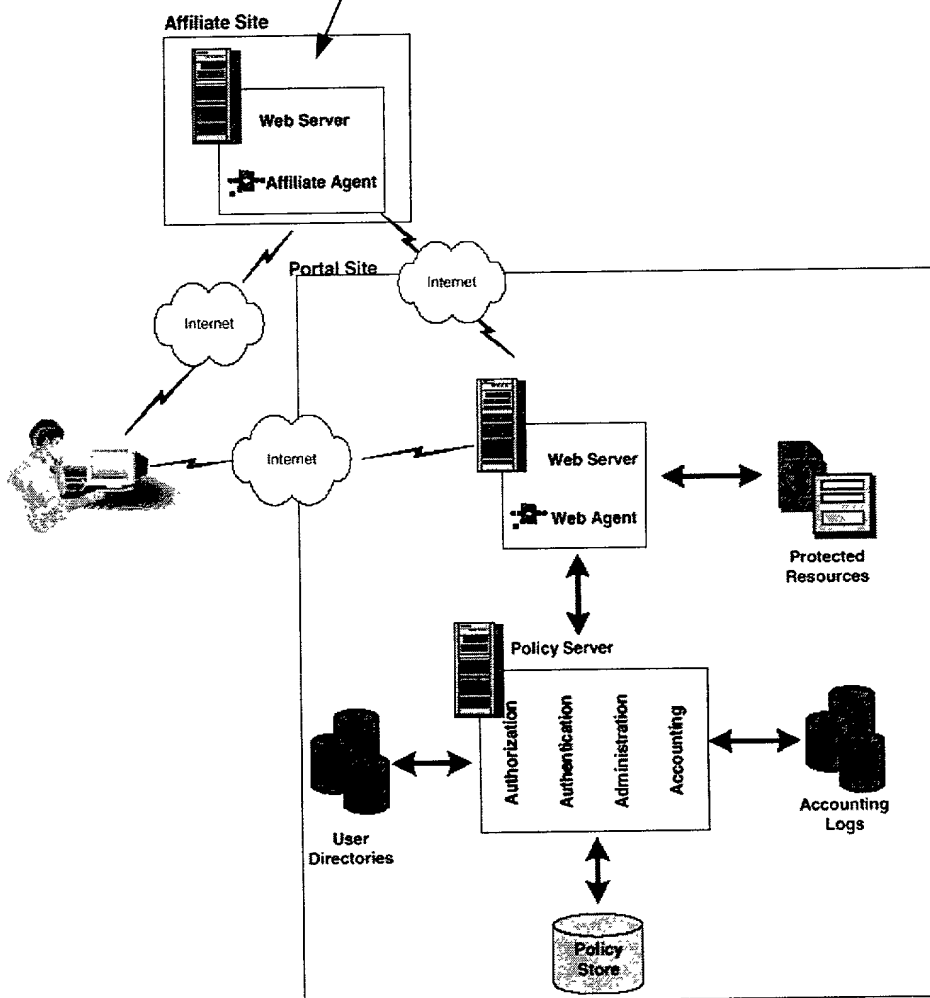 Affiliate Site
Web Server
Affiliate Agent
Portal Site
Internet
Internet
Internet
Web Server
Web Agent
Protected
Resources
Policy Server
Authorization
Authentication
Administration
Accounting
User
Directories
Accounting
Logs
Policy
Store